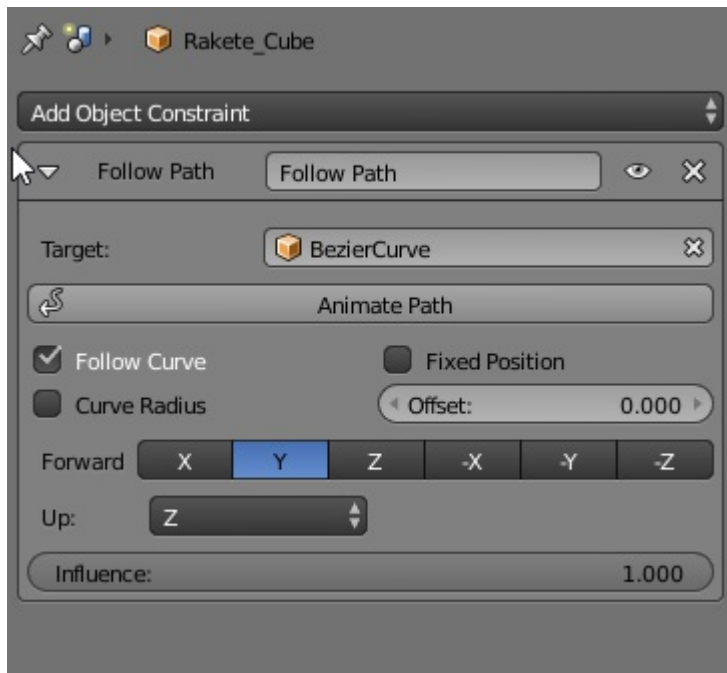 Rakete_Cube
Add Object Constraint
Follow Path Follow Path
Target: BezierCurve
Animate Path
Follow Curve Fixed Position
Curve Radius Offset: 0.000
Forward X Y Z -X -Y -Z
Up: Z
Influence: 1.000